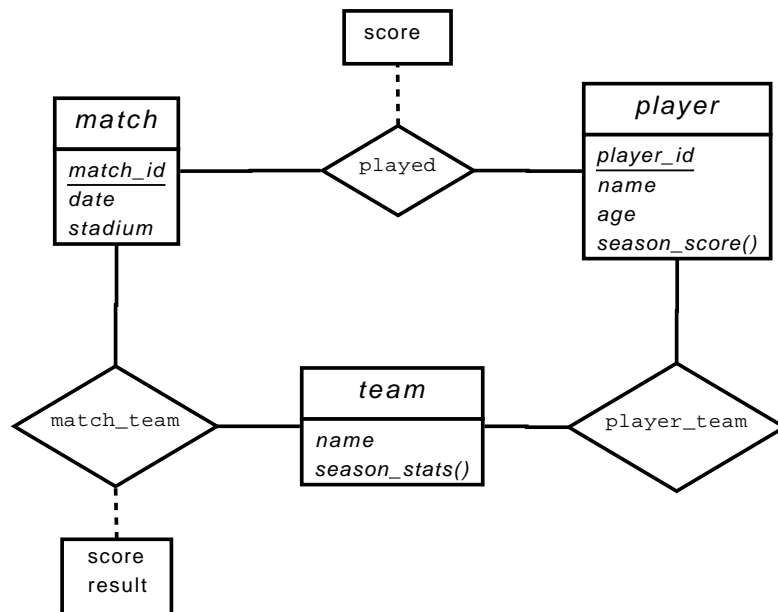 score
match
match_id
date
stadium
played
player
player_id
name
age
season_score()
match_team
team
name
season_stats()
player_team
score
result